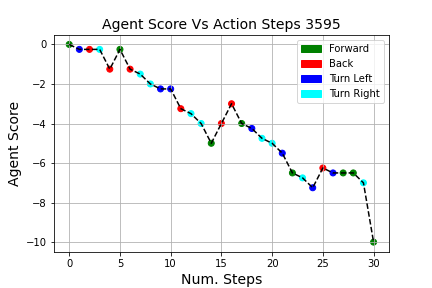 Agent Score Vs Action Steps 3595
Forward
Back
Turn Left
Turn Right
Agent Score
0
−2
−4
−6
−8
−10
0 5 10 15 20 25 30
Num. Steps